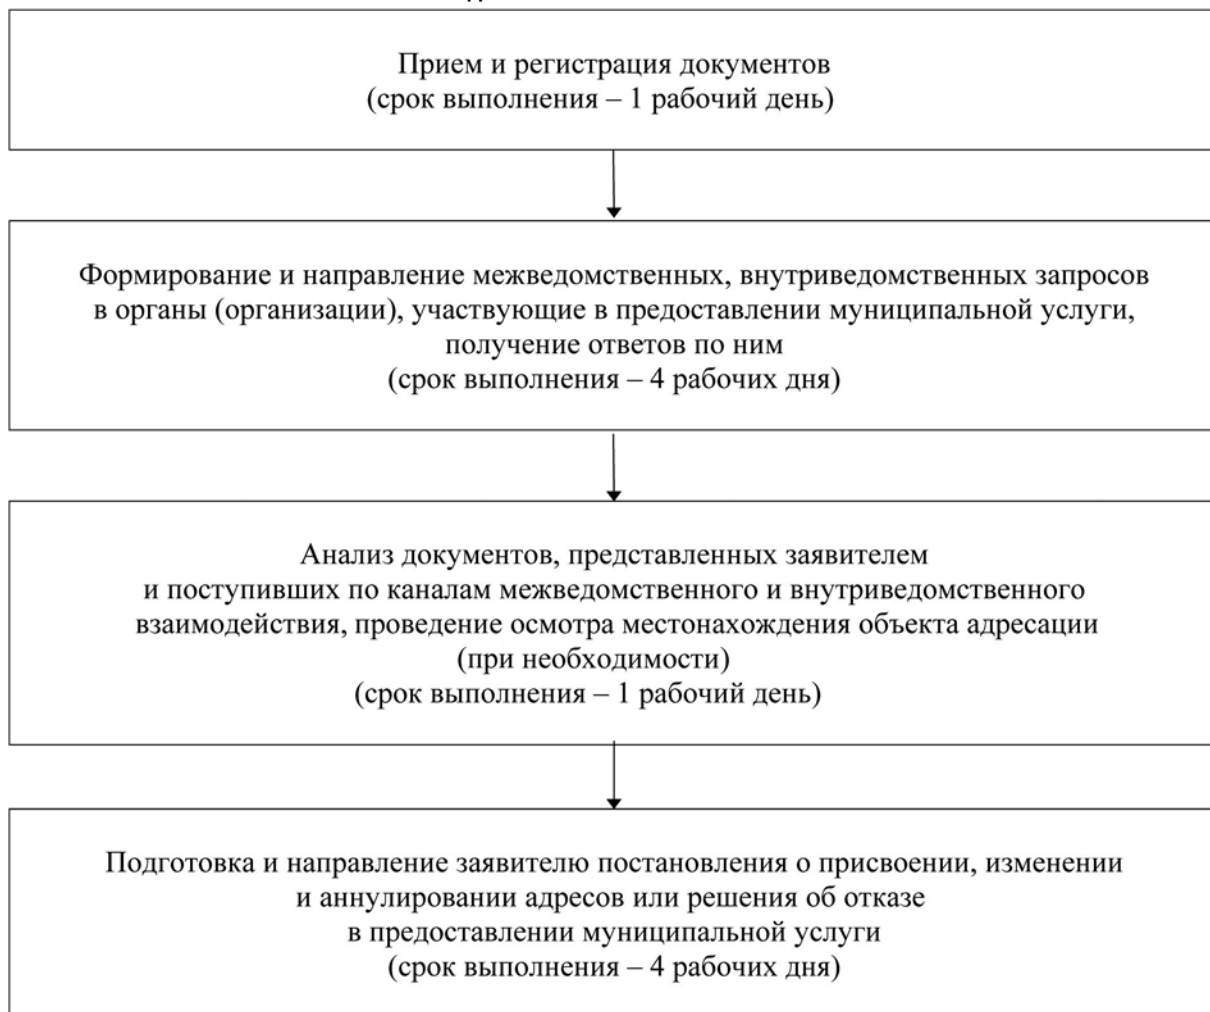 Прием и регистрация документов
(срок выполнения – 1 рабочий день)
Формирование и направление межведомственных, внутриведомственных запросов
в органы (организации), участвующие в предоставлении муниципальной услуги,
получение ответов по ним
(срок выполнения – 4 рабочих дня)
Анализ документов, представленных заявителем
и поступивших по каналам межведомственного и внутриведомственного
взаимодействия, проведение осмотра местонахождения объекта адресации
(при необходимости)
(срок выполнения – 1 рабочий день)
Подготовка и направление заявителю постановления о присвоении, изменении
и аннулировании адресов или решения об отказе
в предоставлении муниципальной услуги
(срок выполнения – 4 рабочих дня)